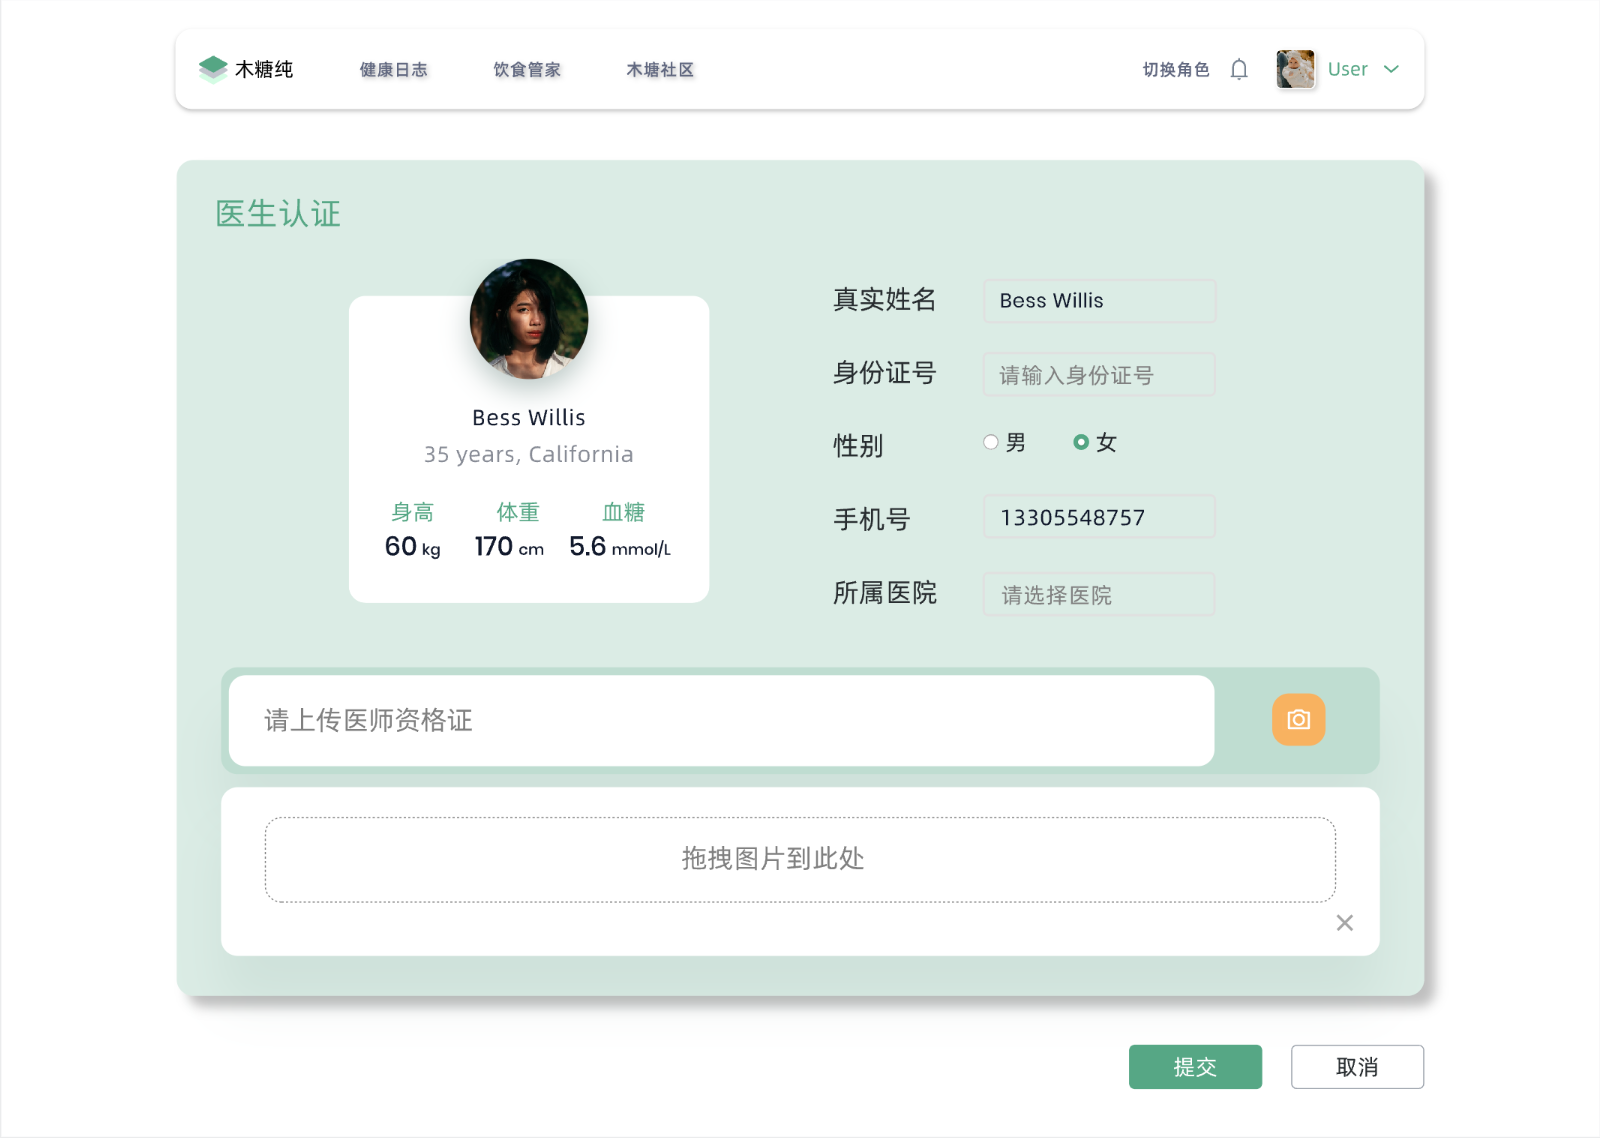 木糖纯 健康日志 饮食管家 木塘社区 切换角色 User
医生认证
Bess Willis
35 years, California
身高 体重 血糖
60 kg 170 cm 5.6 mmol/L
真实姓名 Bess Willis
身份证号 请输入身份证号
性别 男 女
手机号 13305548757
所属医院 请选择医院
请上传医师资格证
拖拽图片到此处
提交 取消